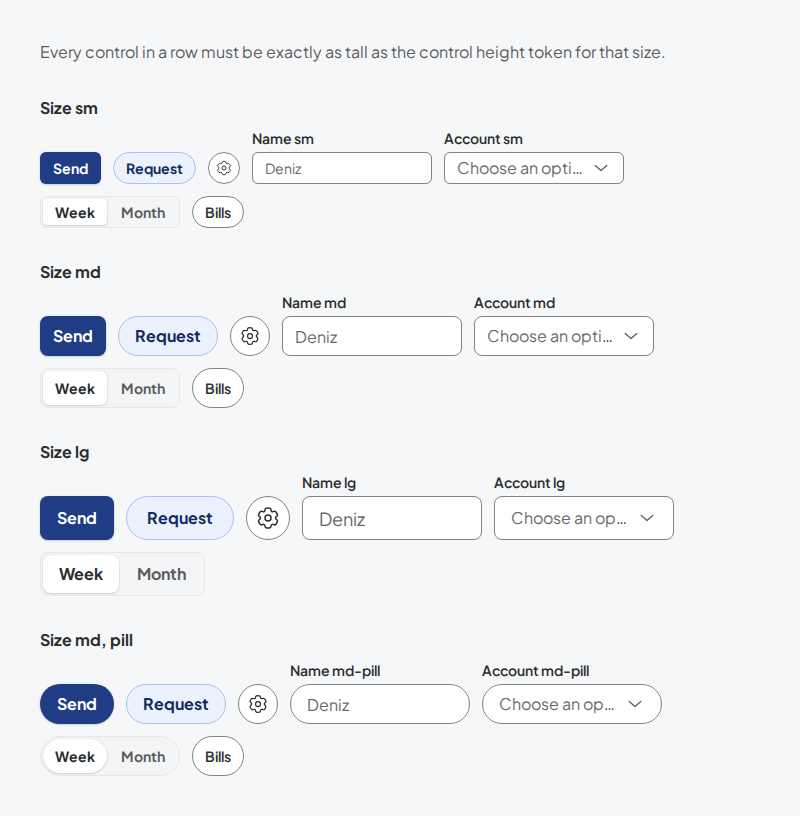 Every control in a row must be exactly as tall as the control height token for that size.
Size sm
Name sm Account sm
Send Request Deniz Choose an opti...
Week Month Bills
Size md
Name md Account md
Send Request Deniz Choose an opti...
Week Month Bills
Size lg
Name lg Account lg
Send Request Deniz Choose an op...
Week Month
Size md, pill
Name md-pill Account md-pill
Send Request Deniz Choose an op...
Week Month Bills